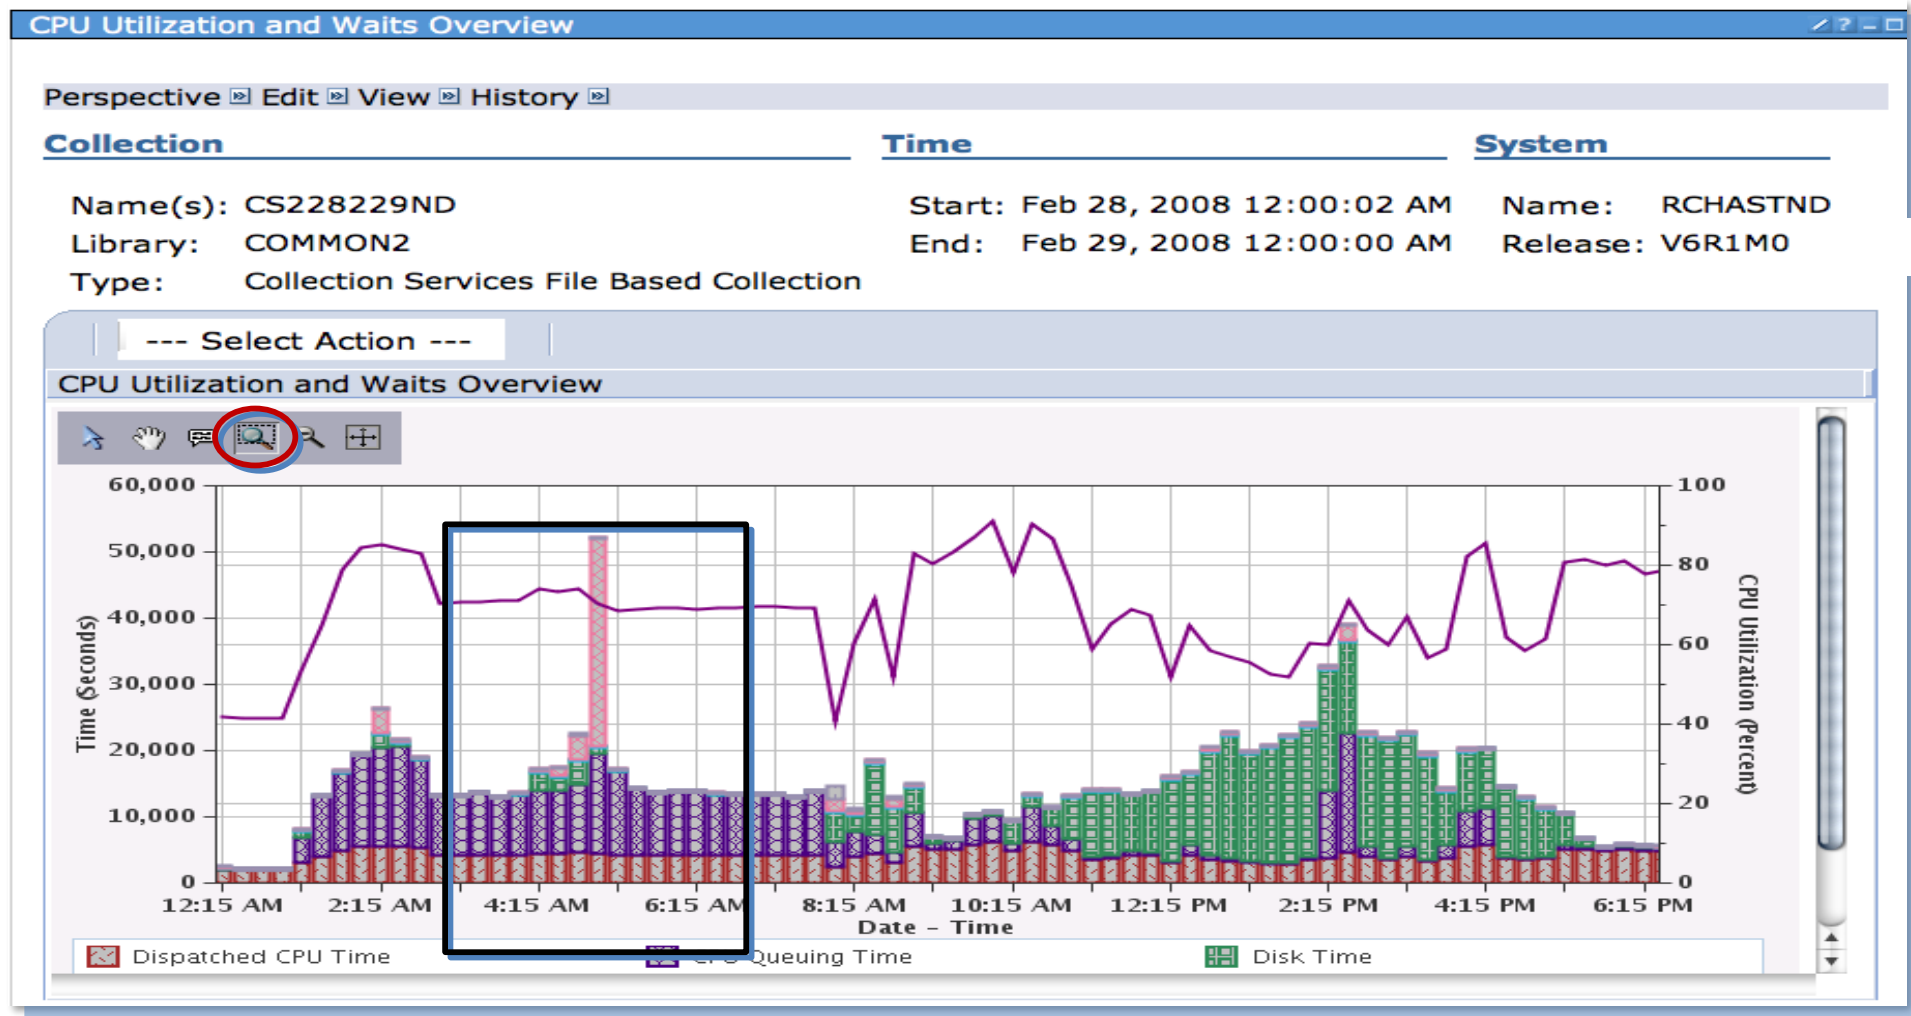 CPU Utilization and Waits Overview
Perspective Edit View History
Collection Time System
Name(s): CS228229ND Start: Feb 28, 2008 12:00:02 AM Name: RCHASTND
Library: COMMON2 End: Feb 29, 2008 12:00:00 AM Release: V6R1M0
Type: Collection Services File Based Collection
--- Select Action ---
CPU Utilization and Waits Overview
60,000 100
50,000
80
40,000
60
30,000
40
20,000
20
10,000
0 0
Time (Seconds)
CPU Utilization (Percent)
12:15 AM 2:15 AM 4:15 AM 6:15 AM 8:15 AM 10:15 AM 12:15 PM 2:15 PM 4:15 PM 6:15 PM
Date - Time
Dispatched CPU Time CPU Queuing Time Disk Time